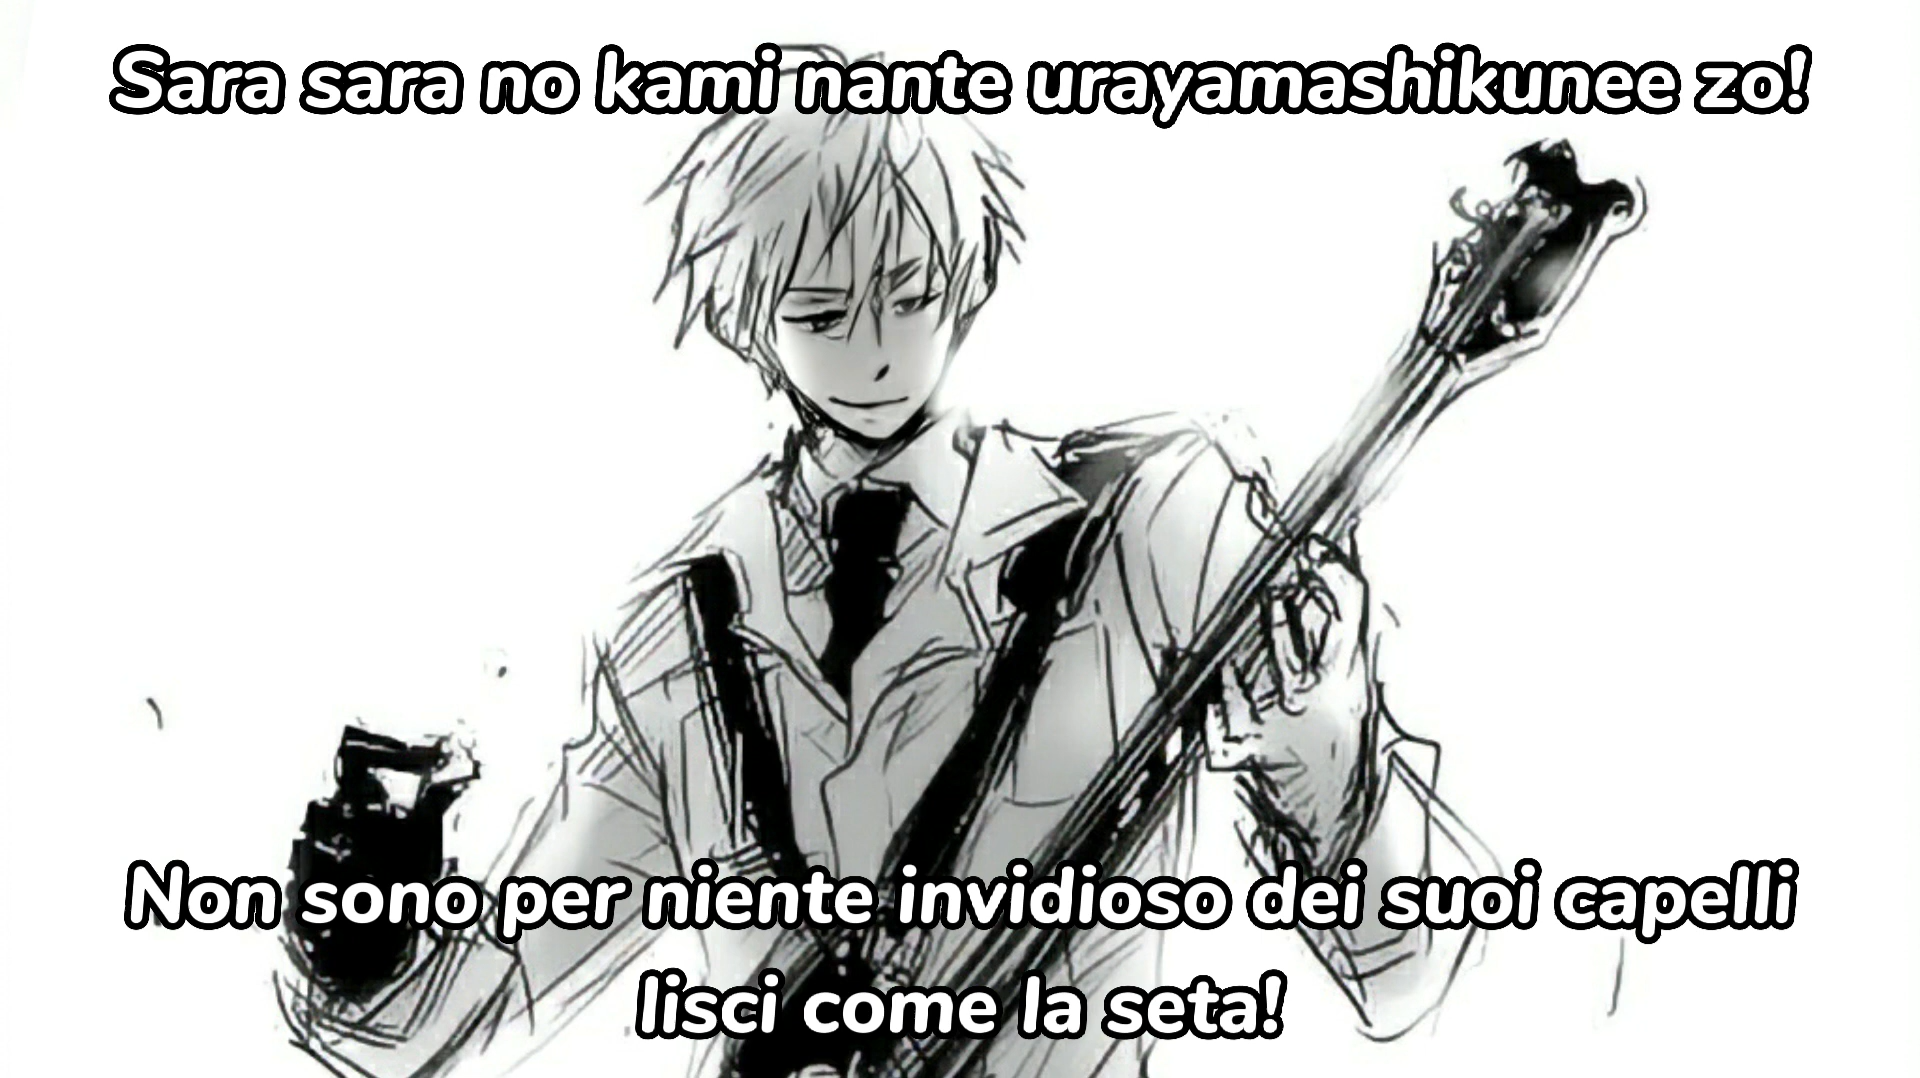 Sara sara no kami nante urayamashikunee zo!
Non sono per niente invidioso dei suoi capelli
lisci come la seta!